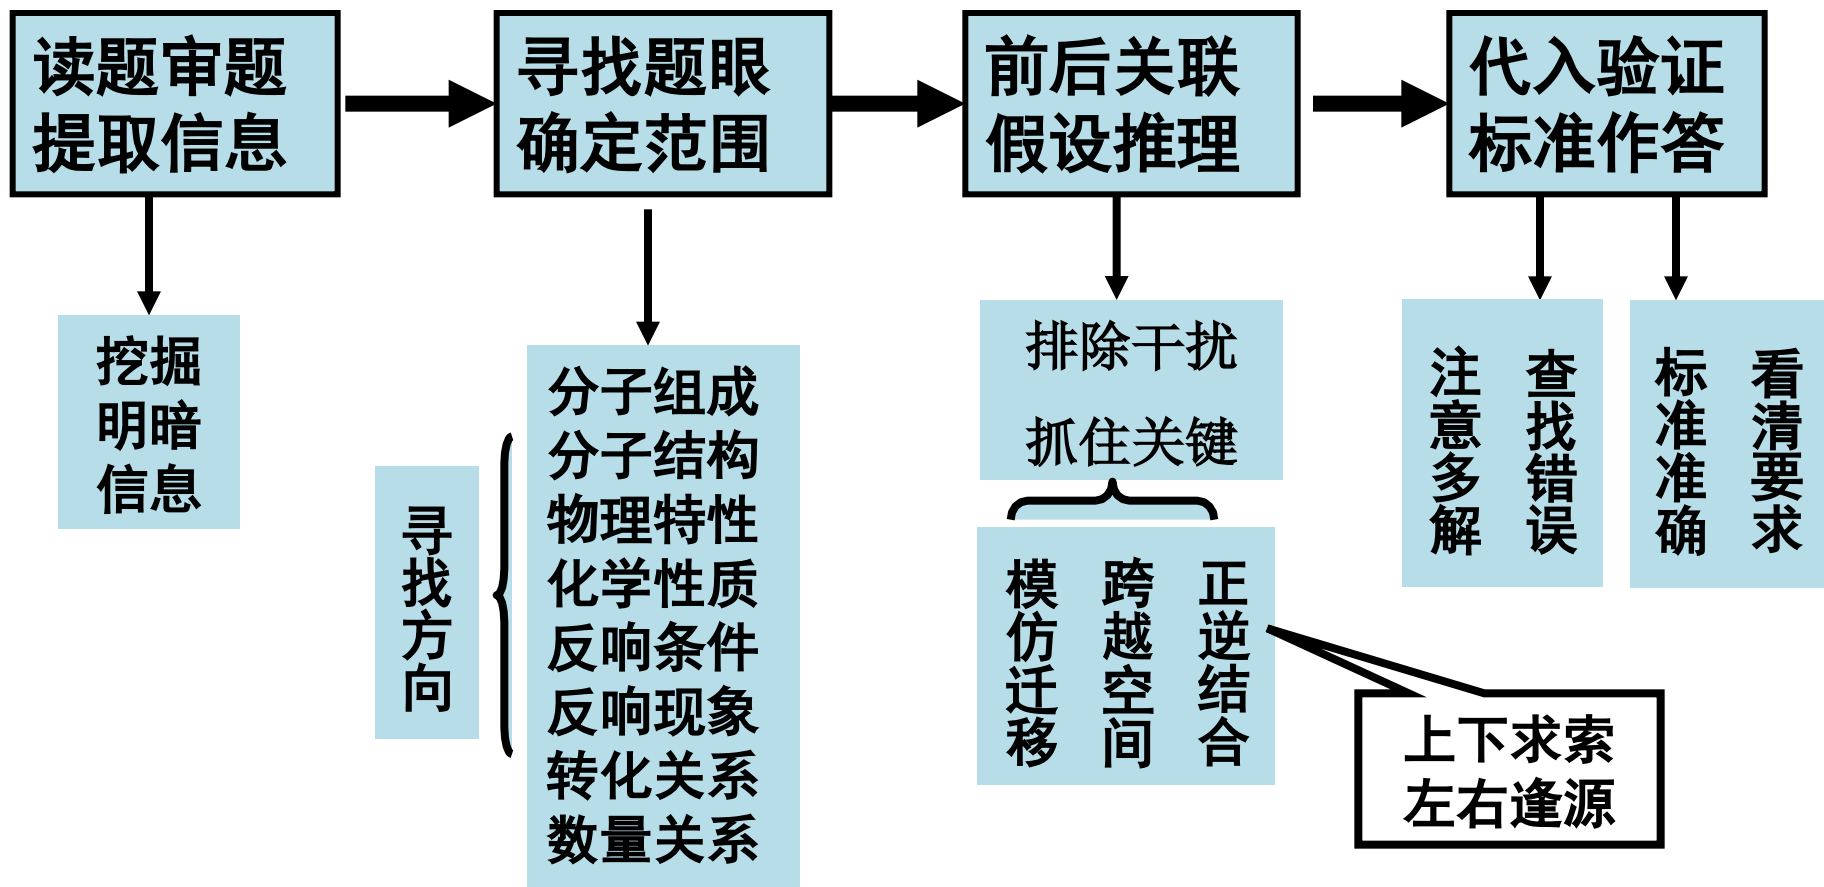 读题审题
提取信息
寻找题眼
确定范围
前后关联
假设推理
代入验证
标准作答
挖掘
明暗
信息
寻找方向
分子组成
分子结构
物理特性
化学性质
反响条件
反响现象
转化关系
数量关系
排除干扰
抓住关键
模仿迁移
跨越空间
正逆结合
上下求索
左右逢源
注意多解
查找错误
标准准确
看清要求